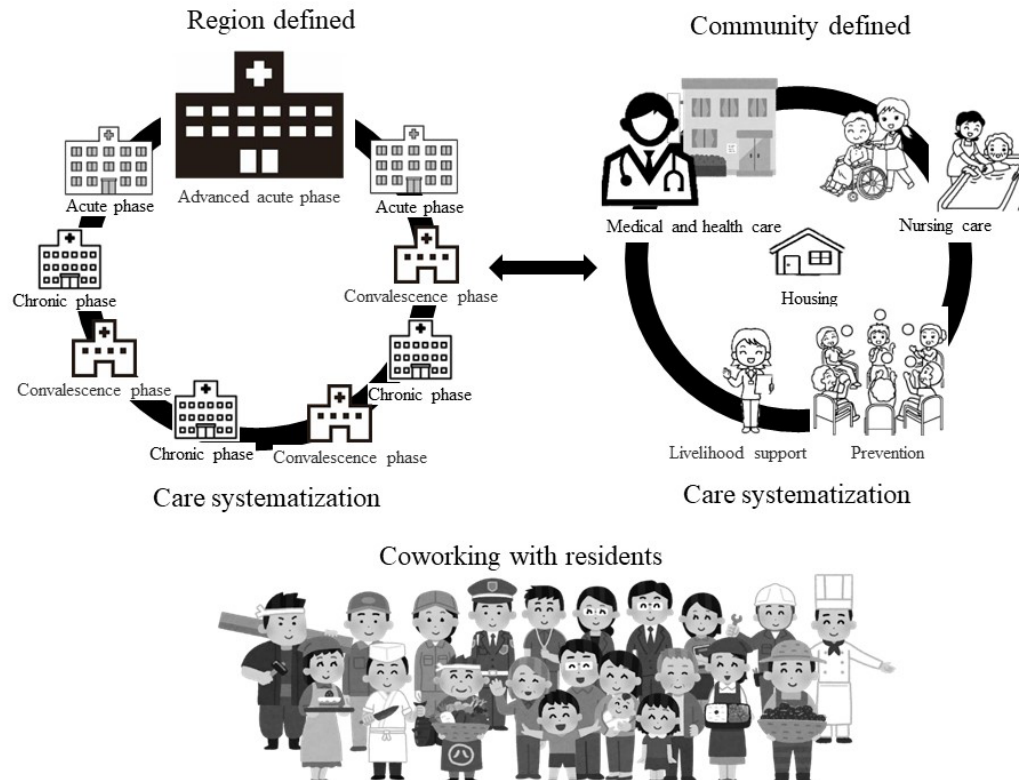 Region defined
Community defined
Advanced acute phase
Acute phase
Acute phase
Chronic phase
Convalescence phase
Convalescence phase
Chronic phase
Chronic phase
Convalescence phase
Medical and health care
Nursing care
Housing
Livelihood support
Prevention
Care systematization
Care systematization
Coworking with residents